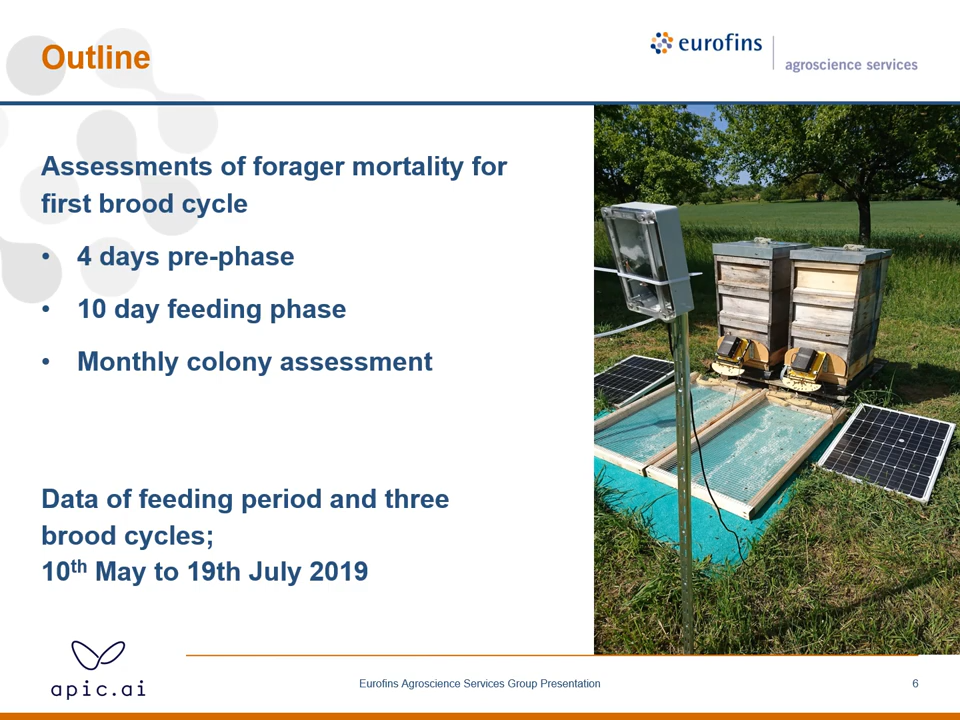 Outline
eurofins
agroscience services
Assessments of forager mortality for
first brood cycle
• 4 days pre-phase
• 10 day feeding phase
• Monthly colony assessment
Data of feeding period and three
brood cycles;
10th May to 19th July 2019
apic.ai
Eurofins Agroscience Services Group Presentation
6